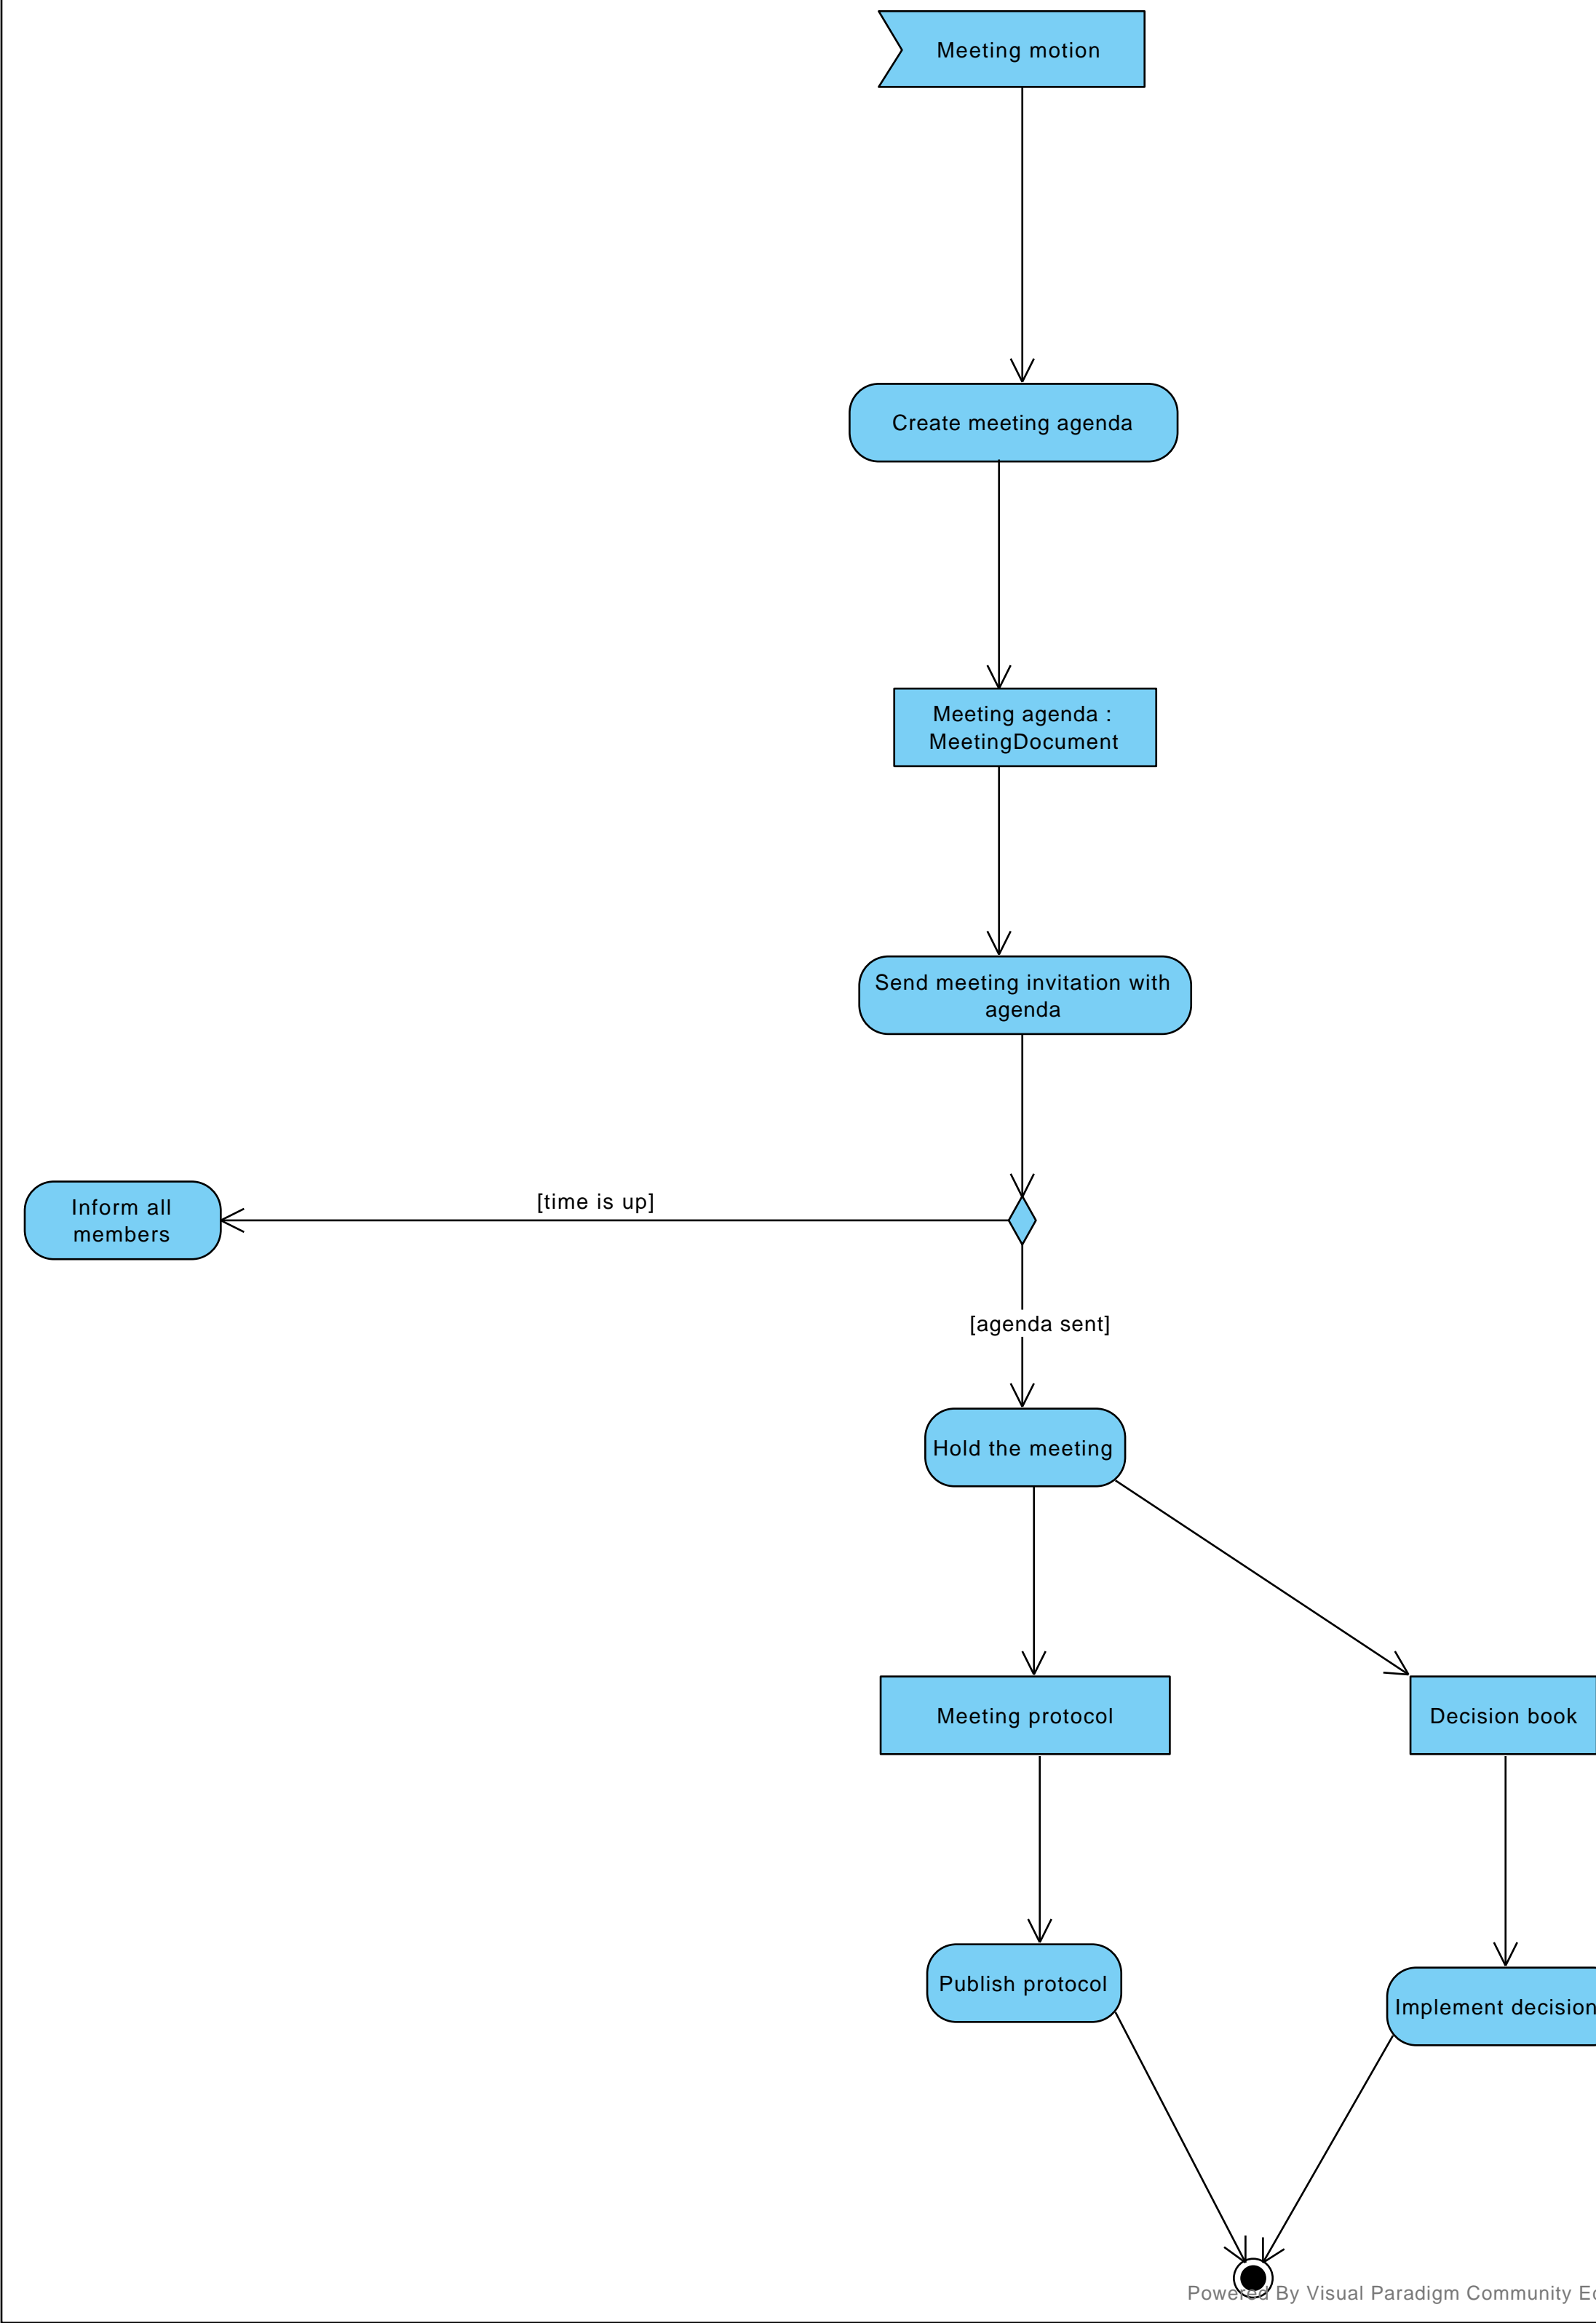 Meeting motion
Create meeting agenda
Meeting agenda :
MeetingDocument
Send meeting invitation with
agenda
[time is up]
Inform all
members
[agenda sent]
Hold the meeting
Meeting protocol
Decision book
Publish protocol
Implement decision
Powered By Visual Paradigm Community